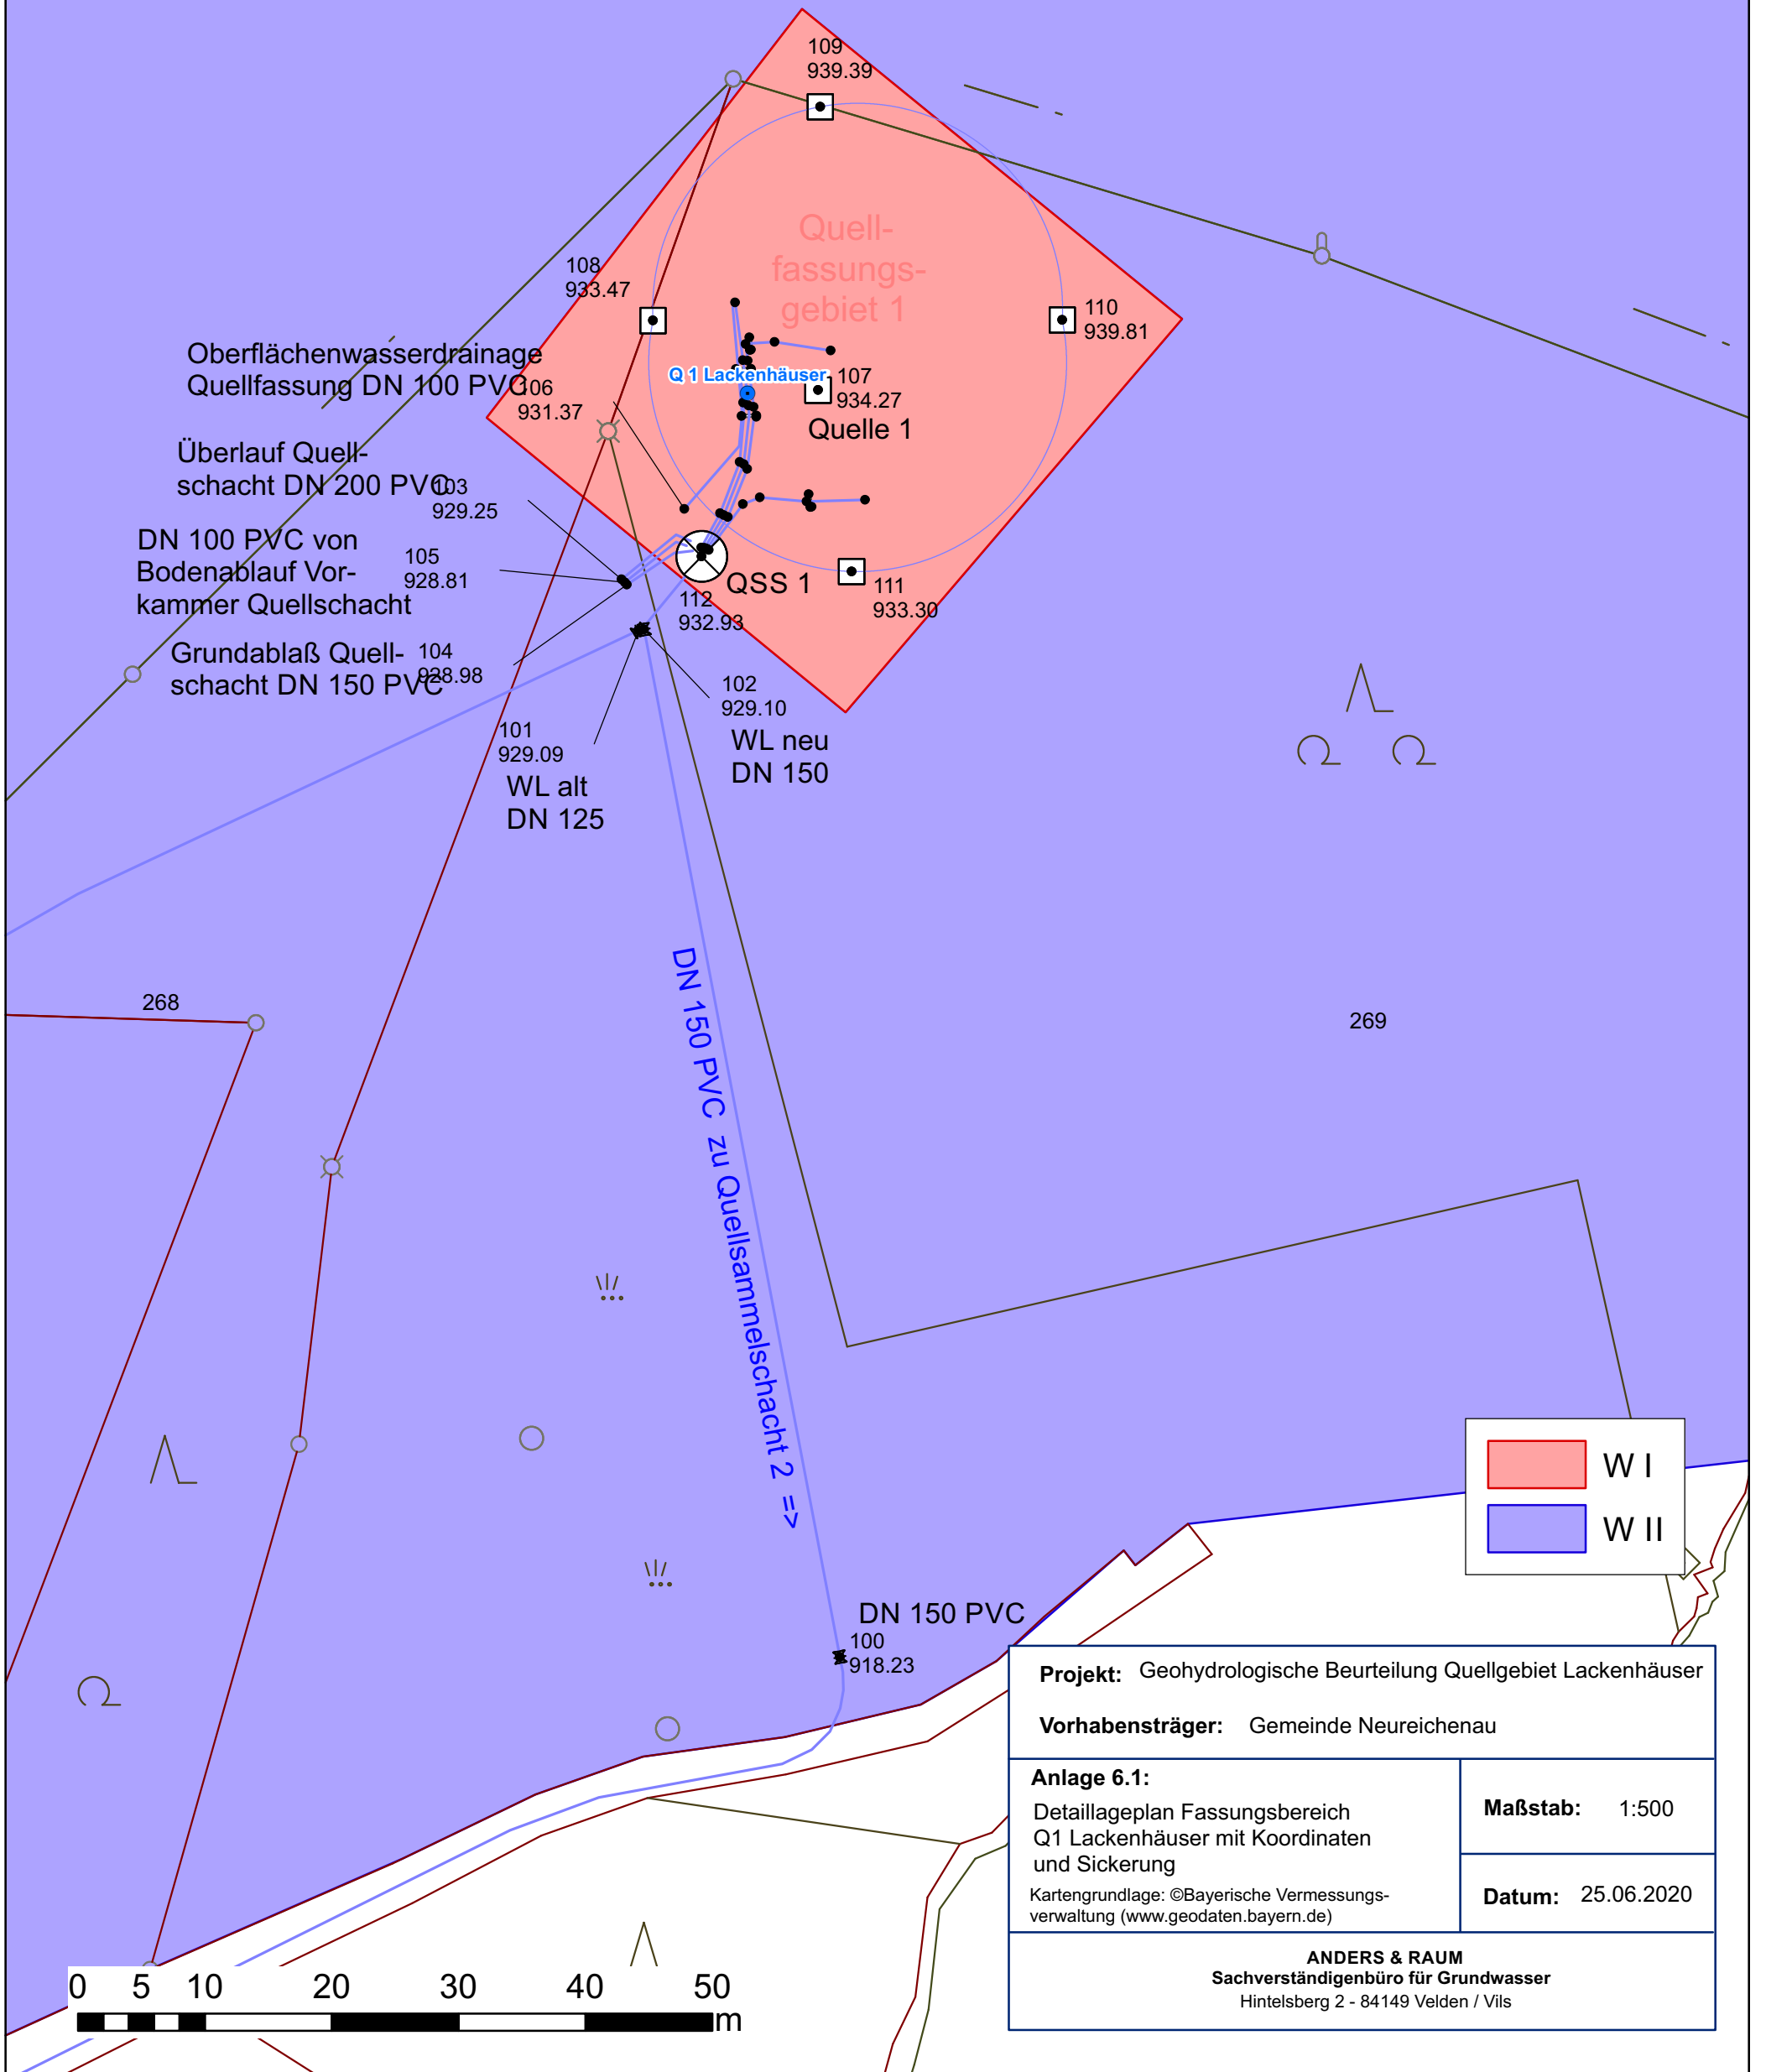 109
939.39
Quell-
fassungs-
gebiet 1
108
933.47
110
939.81
Oberflächenwasserdrainage
Quellfassung DN 100 PVC
106
931.37
Q 1 Lackenhäuser
107
934.27
Quelle 1
Überlauf Quell-
schacht DN 200 PVC
103
929.25
DN 100 PVC von
Bodenablauf Vor-
kammer Quellschacht
105
928.81
QSS 1
112
932.93
111
933.30
Grundablaß Quell-
schacht DN 150 PVC
104
928.98
102
929.10
WL neu
DN 150
101
929.09
WL alt
DN 125
268
269
DN 150 PVC zu Quellsammelschacht 2 =>
W I
W II
DN 150 PVC
100
918.23
Projekt: Geohydrologische Beurteilung Quellgebiet Lackenhäuser
Vorhabensträger: Gemeinde Neureichenau
Anlage 6.1:
Detaillageplan Fassungsbereich
Q1 Lackenhäuser mit Koordinaten
und Sickerung
Kartengrundlage: ©Bayerische Vermessungs-
verwaltung (www.geodaten.bayern.de)
Maßstab: 1:500
Datum: 25.06.2020
ANDERS & RAUM
Sachverständigenbüro für Grundwasser
Hintelsberg 2 - 84149 Velden / Vils
0 5 10 20 30 40 50
m